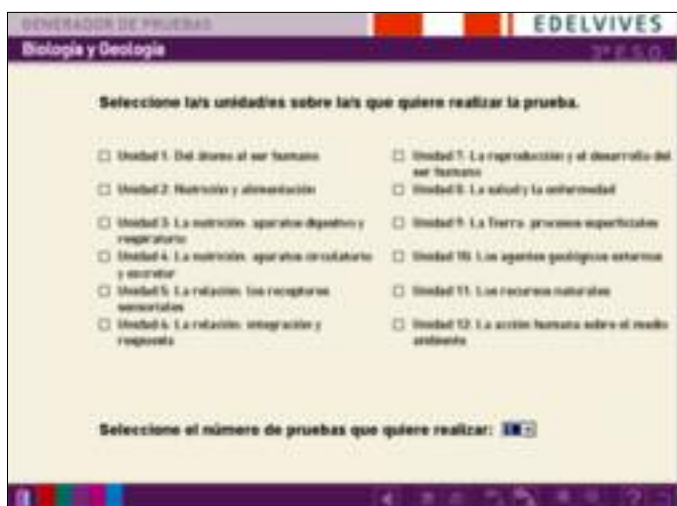 GENERADOR DE PRUEBAS
EDELVIVES
Biología y Geología
3º E.S.O.
Seleccione la/s unidad/es sobre la/s que quiere realizar la prueba.
Unidad 1: Del átomo al ser humano
Unidad 2: Nutrición y alimentación
Unidad 3: La nutrición: aparatos digestivo y
respiratorio
Unidad 4: La nutrición: aparatos circulatorio
y excretor
Unidad 5: La relación: los receptores
sensoriales
Unidad 6: La relación: integración y
respuesta
Unidad 7: La reproducción y el desarrollo del
ser humano
Unidad 8: La salud y la enfermedad
Unidad 9: La Tierra: procesos superficiales
Unidad 10: Los agentes geológicos externos
Unidad 11: Los recursos naturales
Unidad 12: La acción humana sobre el medio
ambiente
Seleccione el número de pruebas que quiere realizar: